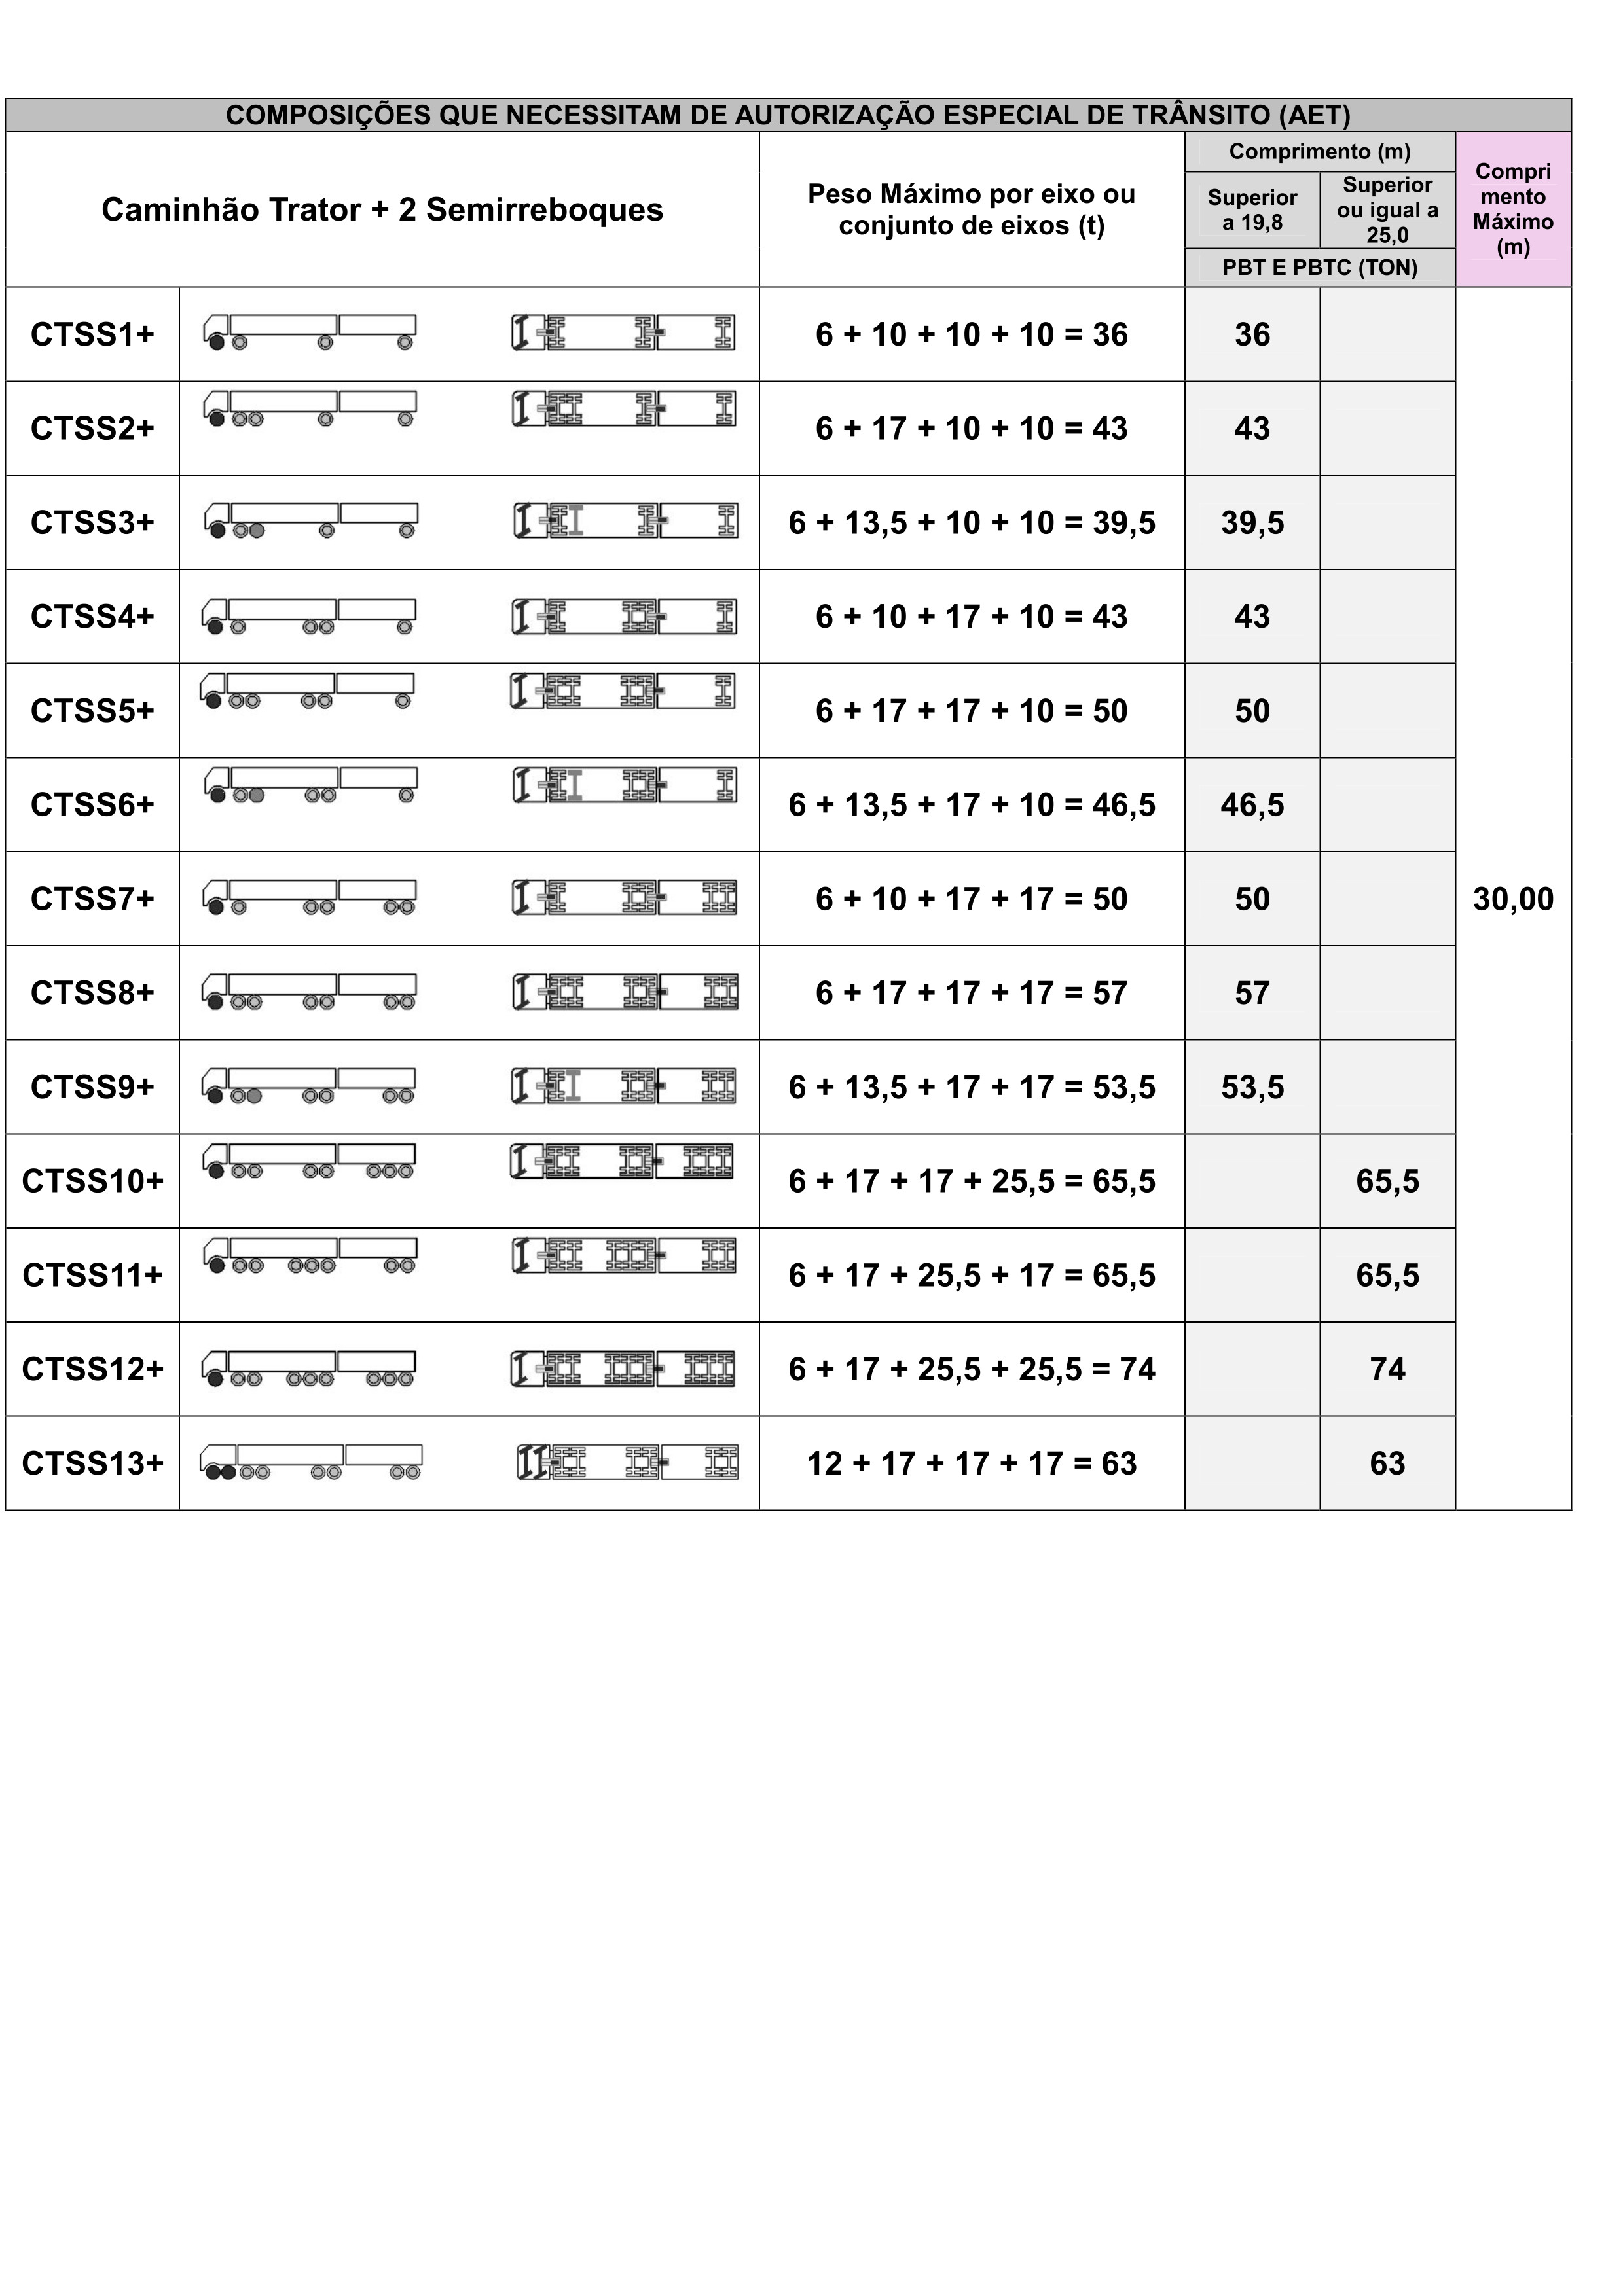 COMPOSIÇÕES QUE NECESSITAM DE AUTORIZAÇÃO ESPECIAL DE TRÂNSITO (AET)
Caminhão Trator + 2 Semirreboques
Peso Máximo por eixo ou
conjunto de eixos (t)
Comprimento (m)
Superior
a 19,8
Superior
ou igual a
25,0
PBT E PBTC (TON)
Compri
mento
Máximo
(m)
CTSS1+ 6 + 10 + 10 + 10 = 36 36
CTSS2+ 6 + 17 + 10 + 10 = 43 43
CTSS3+ 6 + 13,5 + 10 + 10 = 39,5 39,5
CTSS4+ 6 + 10 + 17 + 10 = 43 43
CTSS5+ 6 + 17 + 17 + 10 = 50 50
CTSS6+ 6 + 13,5 + 17 + 10 = 46,5 46,5
CTSS7+ 6 + 10 + 17 + 17 = 50 50 30,00
CTSS8+ 6 + 17 + 17 + 17 = 57 57
CTSS9+ 6 + 13,5 + 17 + 17 = 53,5 53,5
CTSS10+ 6 + 17 + 17 + 25,5 = 65,5 65,5
CTSS11+ 6 + 17 + 25,5 + 17 = 65,5 65,5
CTSS12+ 6 + 17 + 25,5 + 25,5 = 74 74
CTSS13+ 12 + 17 + 17 + 17 = 63 63